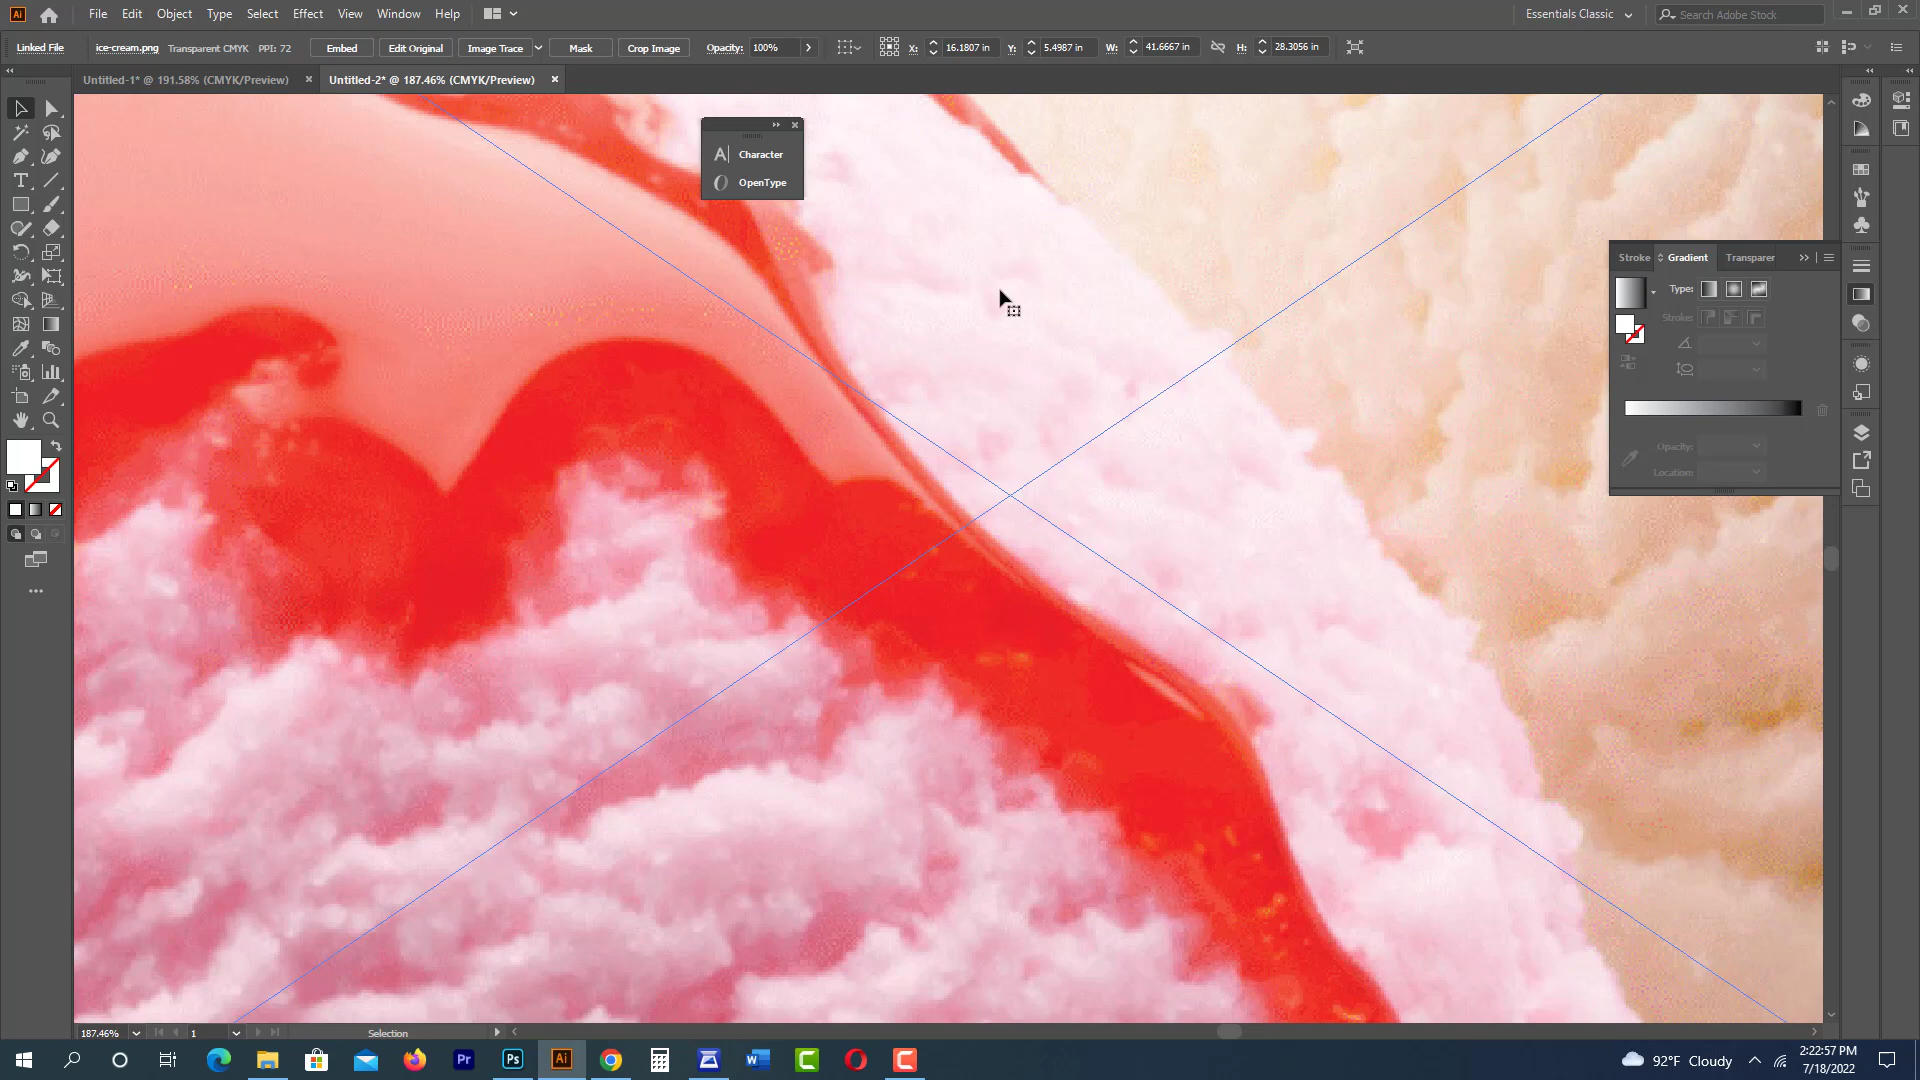 Ai File Edit Object Type Select Effect View Window Help Essentials Classic Search Adobe Stock
Linked File ice-cream.png Transparent CMYK PPI: 72 Embed Edit Original Image Trace Mask Crop Image Opacity: 100% X: 16.1807 in Y: 5.4987 in W: 41.6667 in H: 28.3056 in
Untitled-1* @ 191.58% (CMYK/Preview) Untitled-2* @ 187.46% (CMYK/Preview)
Character
OpenType
Stroke Gradient Transparer
Type:
Stroke:
Opacity:
Location:
187.46% 1 Selection
Pr Ps Ai 92°F Cloudy 2:22:57 PM
7/18/2022